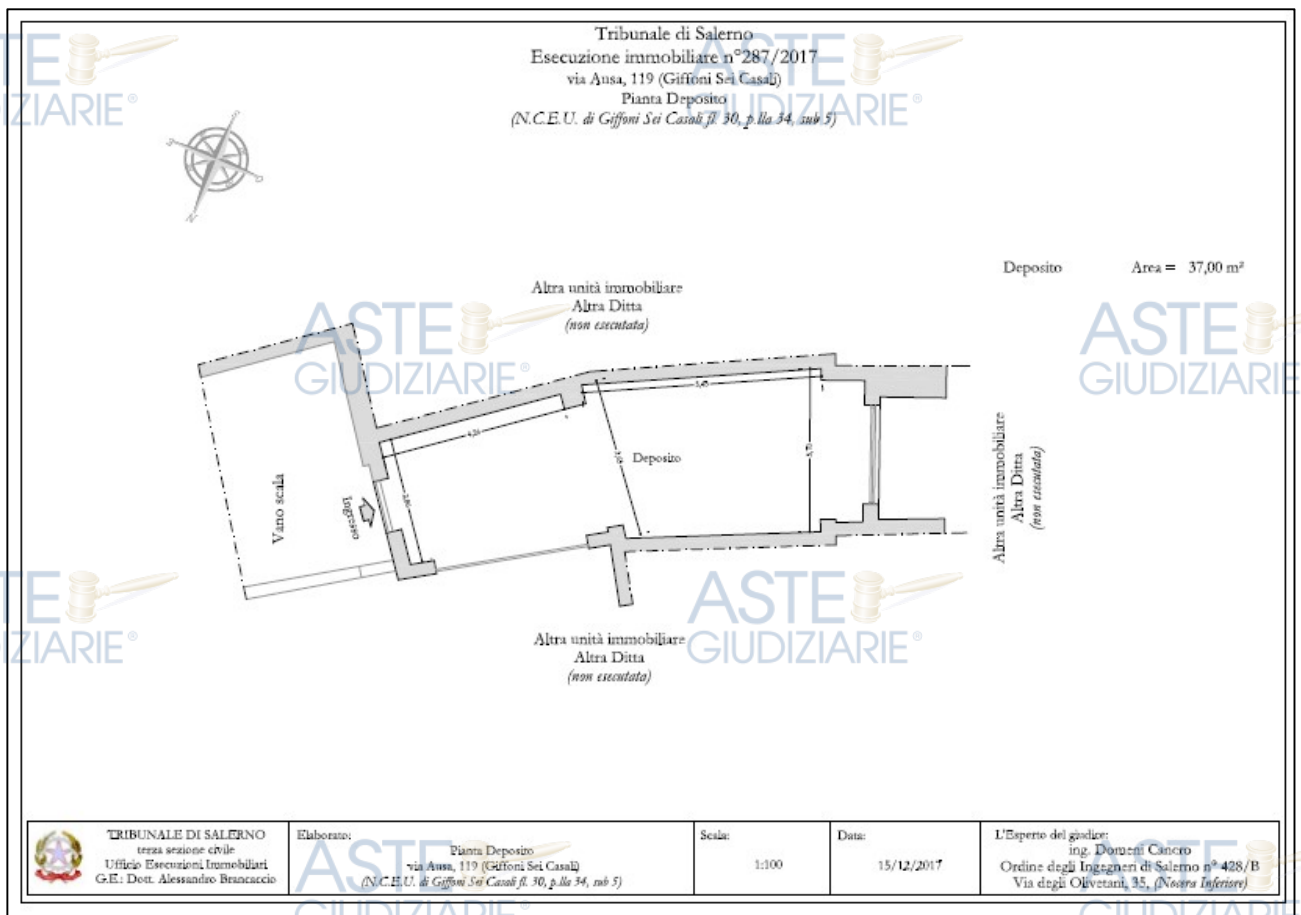 Tribunale di Salerno
Esecuzione immobiliare n°287/2017
via Ausa, 119 (Giffoni Sei Casali)
Pianta Deposito
(N.C.E.U. di Giffoni Sei Casali fl. 30, p.lla 34, sub 5)
S
N
O
Deposito Area = 37,00 m²
Altra unità immobiliare
Altra Ditta
(non esecutata)
Vano scala
Ingresso
Deposito
Altra unità immobiliare
Altra Ditta
(non esecutata)
Altra unità immobiliare
Altra Ditta
(non esecutata)
ASTE
GIUDIZIARIE®
TRIBUNALE DI SALERNO
terza sezione civile
Ufficio Esecuzioni Immobiliari
G.E.: Dott. Alessandro Brancaccio
Elaborato:
Pianta Deposito
via Ausa, 119 (Giffoni Sei Casali)
(N.C.E.U. di Giffoni Sei Casali fl. 30, p.lla 34, sub 5)
Scala:
1:100
Data:
15/12/2017
L'Esperto del giudice:
ing. Domeni Cancro
Ordine degli Ingegneri di Salerno n° 428/B
Via degli Olivetani, 35, (Nocera Inferiore)